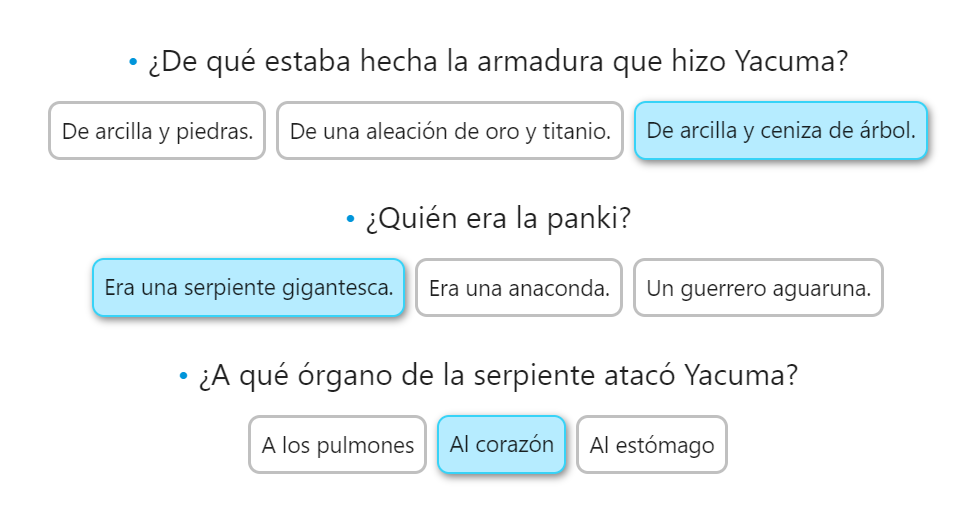 • ¿De qué estaba hecha la armadura que hizo Yacuma?
De arcilla y piedras. De una aleación de oro y titanio. De arcilla y ceniza de árbol.
• ¿Quién era la panki?
Era una serpiente gigantesca. Era una anaconda. Un guerrero aguaruna.
• ¿A qué órgano de la serpiente atacó Yacuma?
A los pulmones Al corazón Al estómago